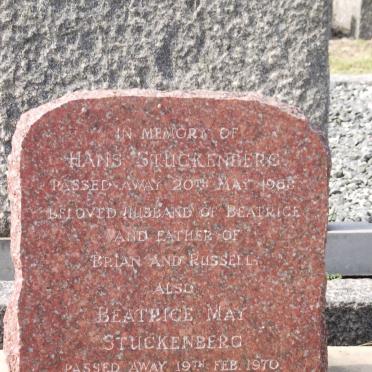 IN MEMORY OF
HANS STUCKENBERG
PASSED AWAY 20TH MAY 1968
BELOVED HUSBAND OF BEATRICE
AND FATHER OF
BRIAN AND RUSSELL,
ALSO
BEATRICE MAY
STUCKENBERG
PASSED AWAY 19TH FEB. 1970